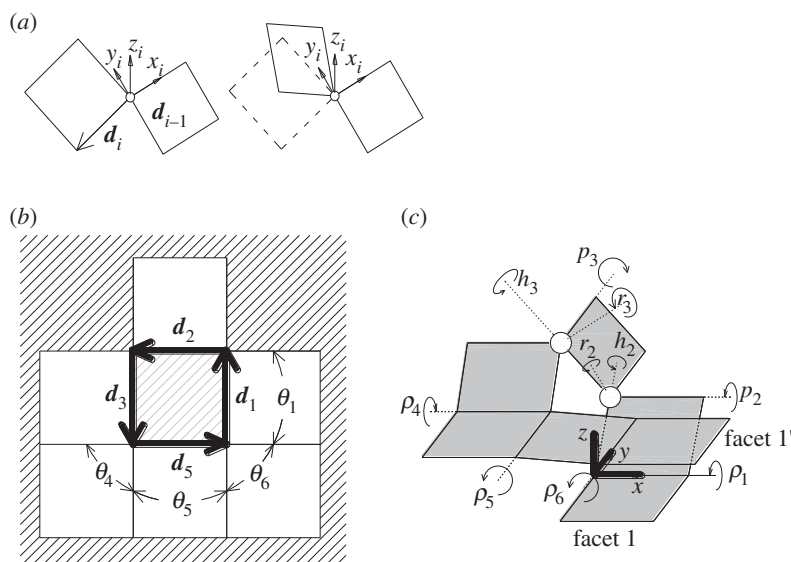 (a)
y_i z_i x_i
d_i d_{i–1}
y_i z_i x_i
(b)
d_2
d_3 d_1 θ_1
d_5
θ_4 θ_5 θ_6
(c)
h_3 p_3 r_3
r_2 h_2
ρ_4 p_2
z y x
facet 1'
ρ_5 ρ_6 ρ_1
facet 1